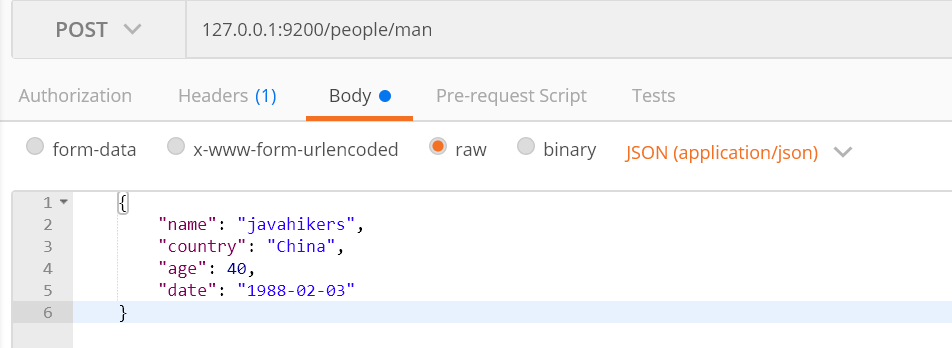 POST 127.0.0.1:9200/people/man
Authorization Headers (1) Body Pre-request Script Tests
form-data x-www-form-urlencoded raw binary JSON (application/json)
1 {
2 "name": "javahikers",
3 "country": "China",
4 "age": 40,
5 "date": "1988-02-03"
6 }